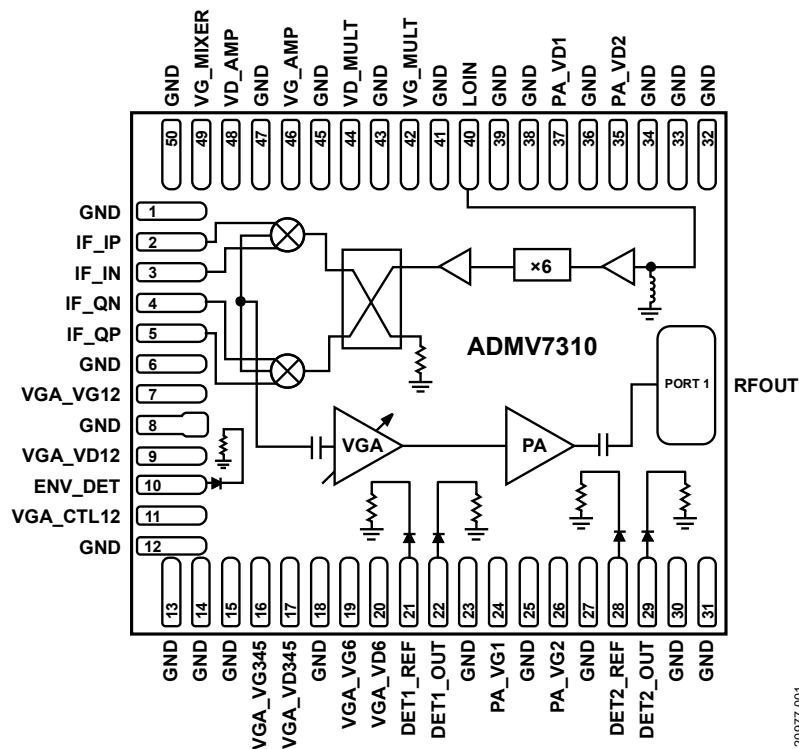 GND
VG_MIXER
VD_AMP
GND
VG_AMP
GND
VD_MULT
GND
VG_MULT
GND
LOIN
GND
GND
PA_VD1
GND
PA_VD2
GND
GND
GND
50
49
48
47
46
45
44
43
42
41
40
39
38
37
36
35
34
33
32
GND 1
IF_IP 2
IF_IN 3
IF_QN 4
IF_QP 5
GND 6
VGA_VG12 7
GND 8
VGA_VD12 9
ENV_DET 10
VGA_CTL12 11
GND 12
×6
ADMV7310
PORT 1
RFOUT
VGA
PA
13
14
15
16
17
18
19
20
21
22
23
24
25
26
27
28
29
30
31
GND
GND
GND
VGA_VG345
VGA_VD345
GND
VGA_VG6
VGA_VD6
DET1_REF
DET1_OUT
GND
PA_VG1
GND
PA_VG2
GND
DET2_REF
DET2_OUT
GND
GND
20977-001